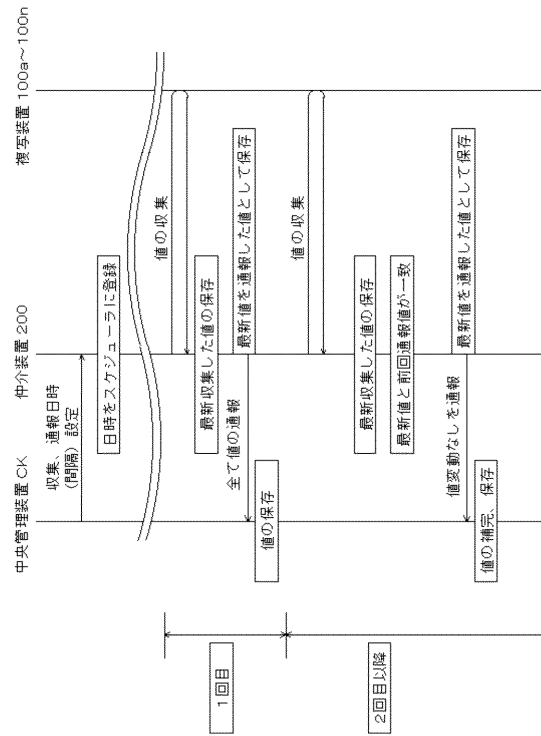 中央管理装置CK
仲介装置 200
複写装置 100a～100n
収集、通報日時
(間隔) 設定
日時をスケジューラに登録
1回目
値の収集
最新収集した値の保存
最新値を通報した値として保存
全て値の通報
値の保存
2回目以降
値の収集
最新収集した値の保存
最新値と前回通報値が一致
最新値を通報した値として保存
値変動なしを通報
値の補完、保存